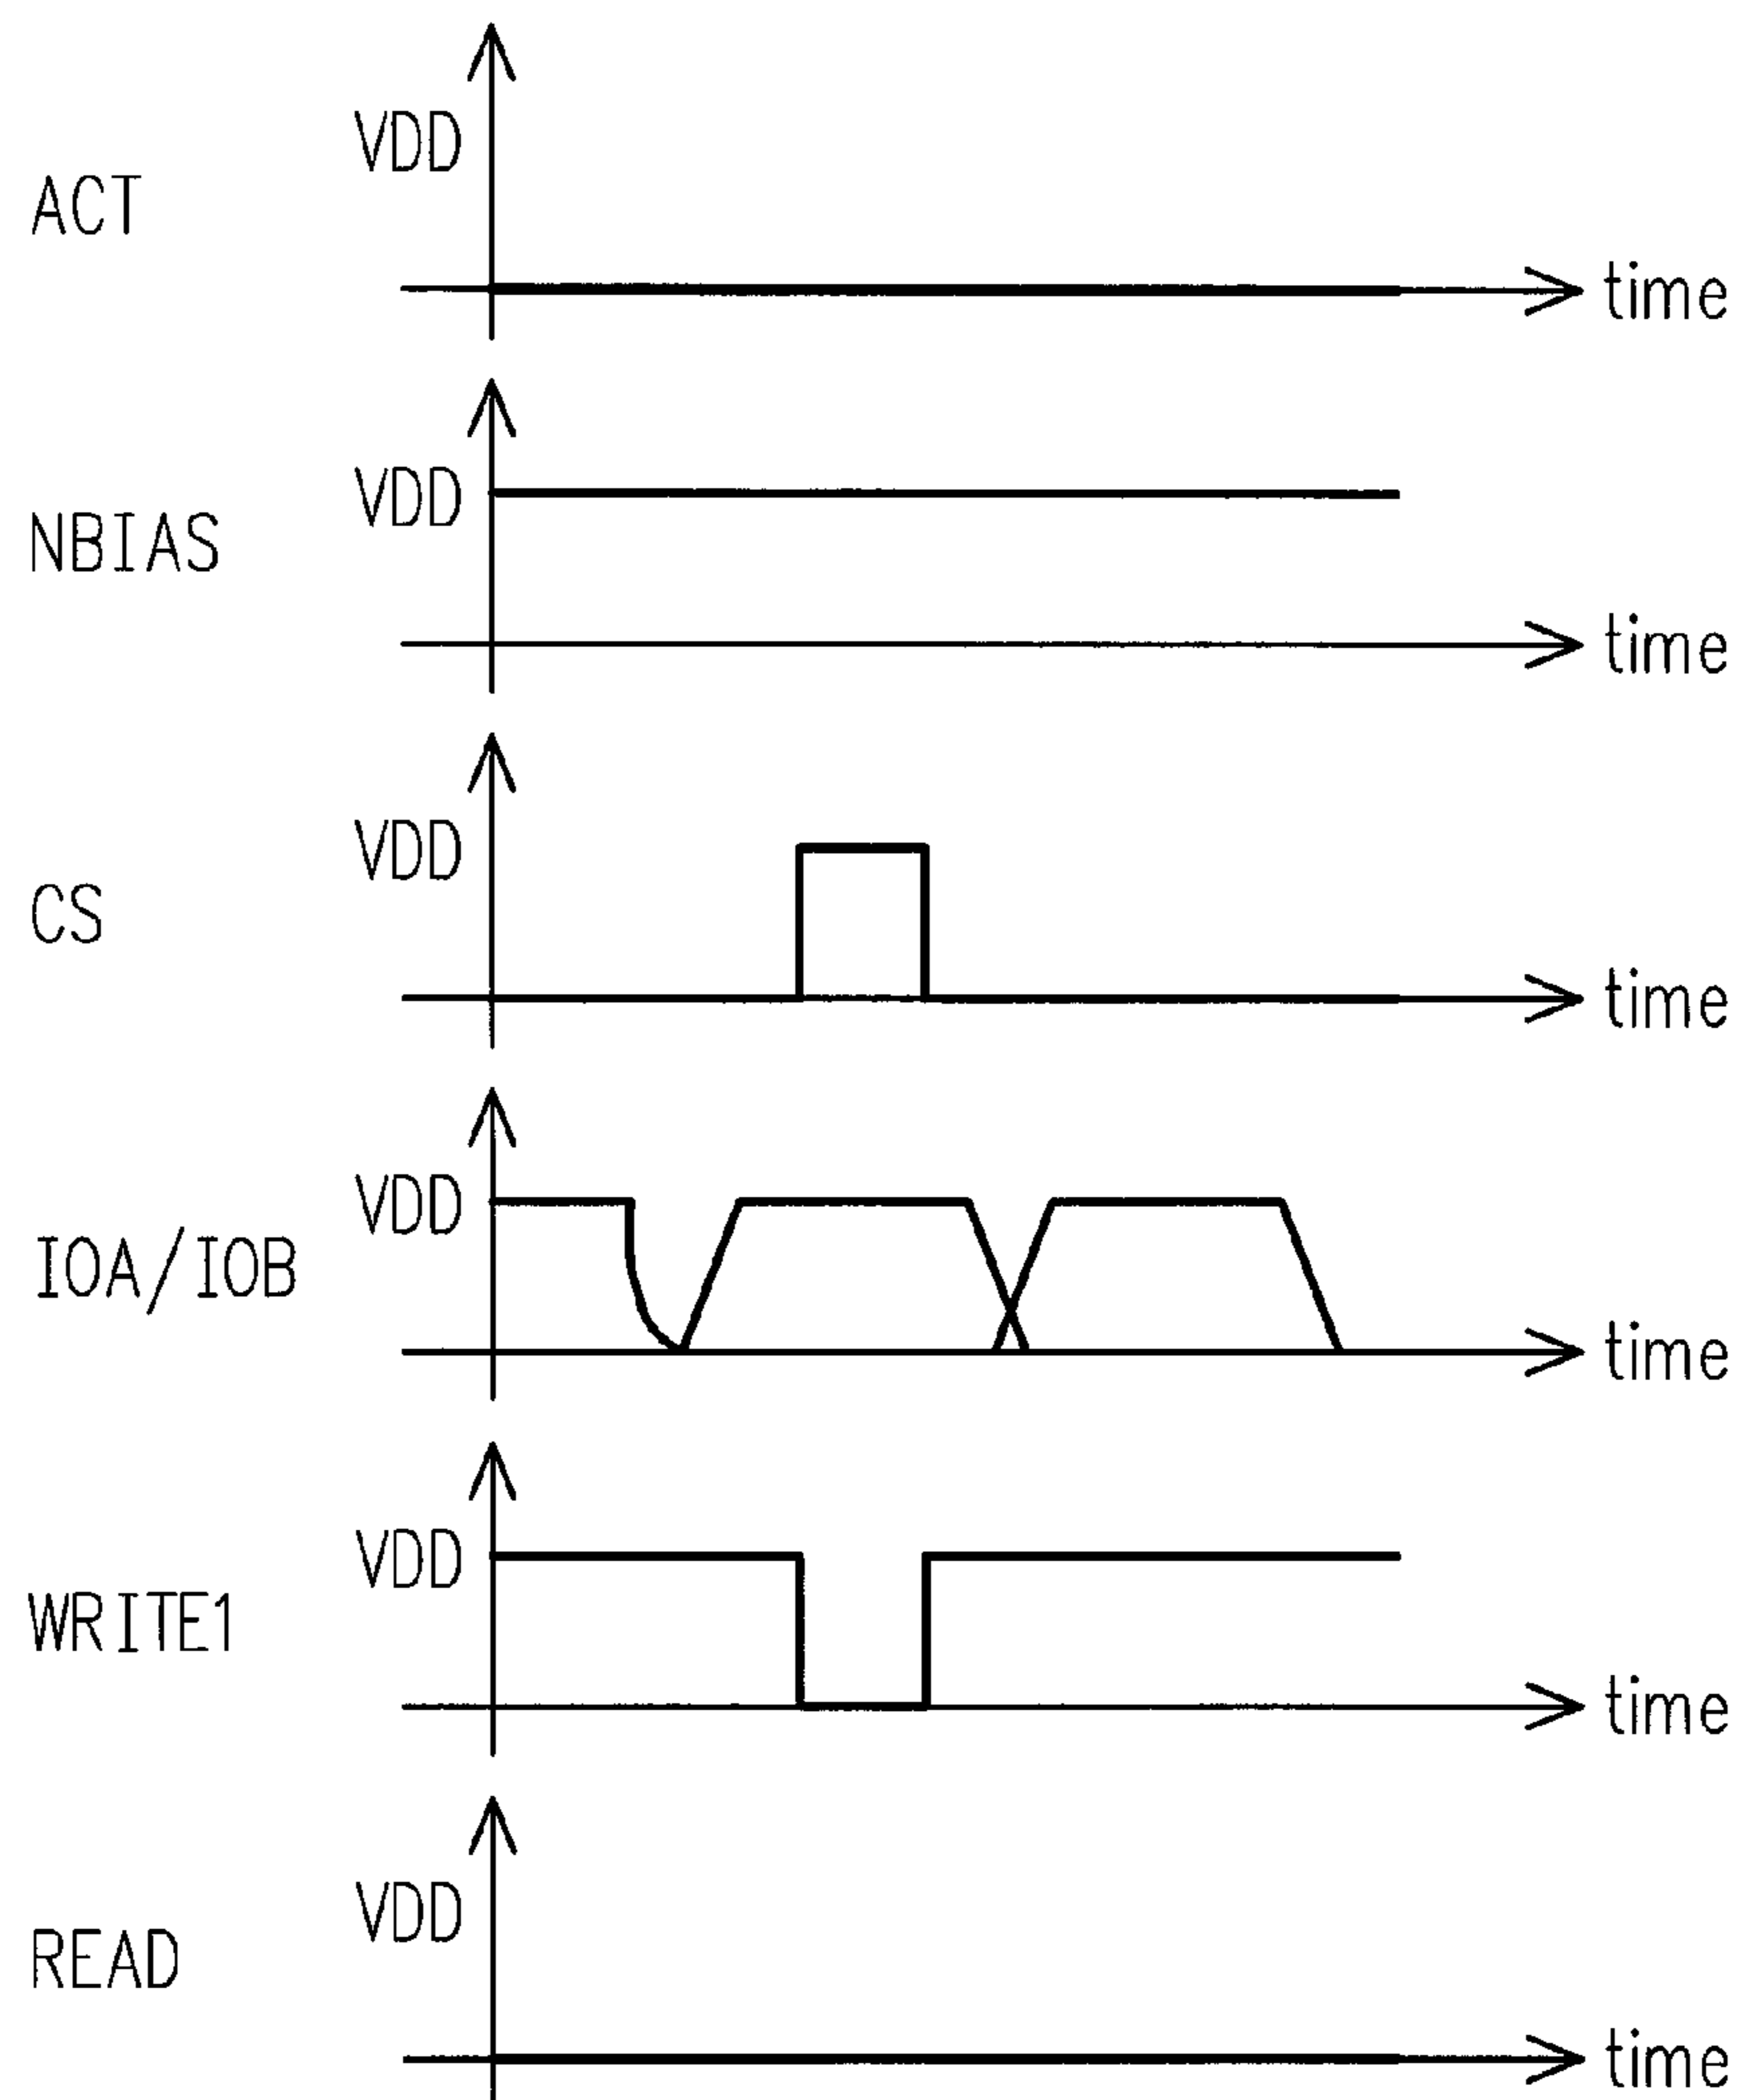 VDD
ACT
time
VDD
NBIAS
time
VDD
CS
time
VDD
IOA/IOB
time
VDD
WRITE1
time
VDD
READ
time